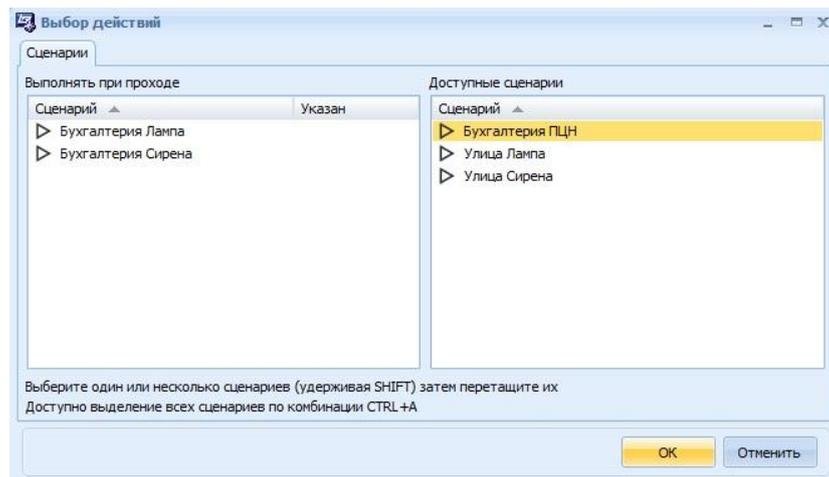 Выбор действий
Сценарии
Выполнять при проходе
Сценарий Указан
Бухгалтерия Лампа
Бухгалтерия Сирена
Доступные сценарии
Сценарий
Бухгалтерия ПЦН
Улица Лампа
Улица Сирена
Выберите один или несколько сценариев (удерживая SHIFT) затем перетащите их
Доступно выделение всех сценариев по комбинации CTRL+A
ОК Отменить